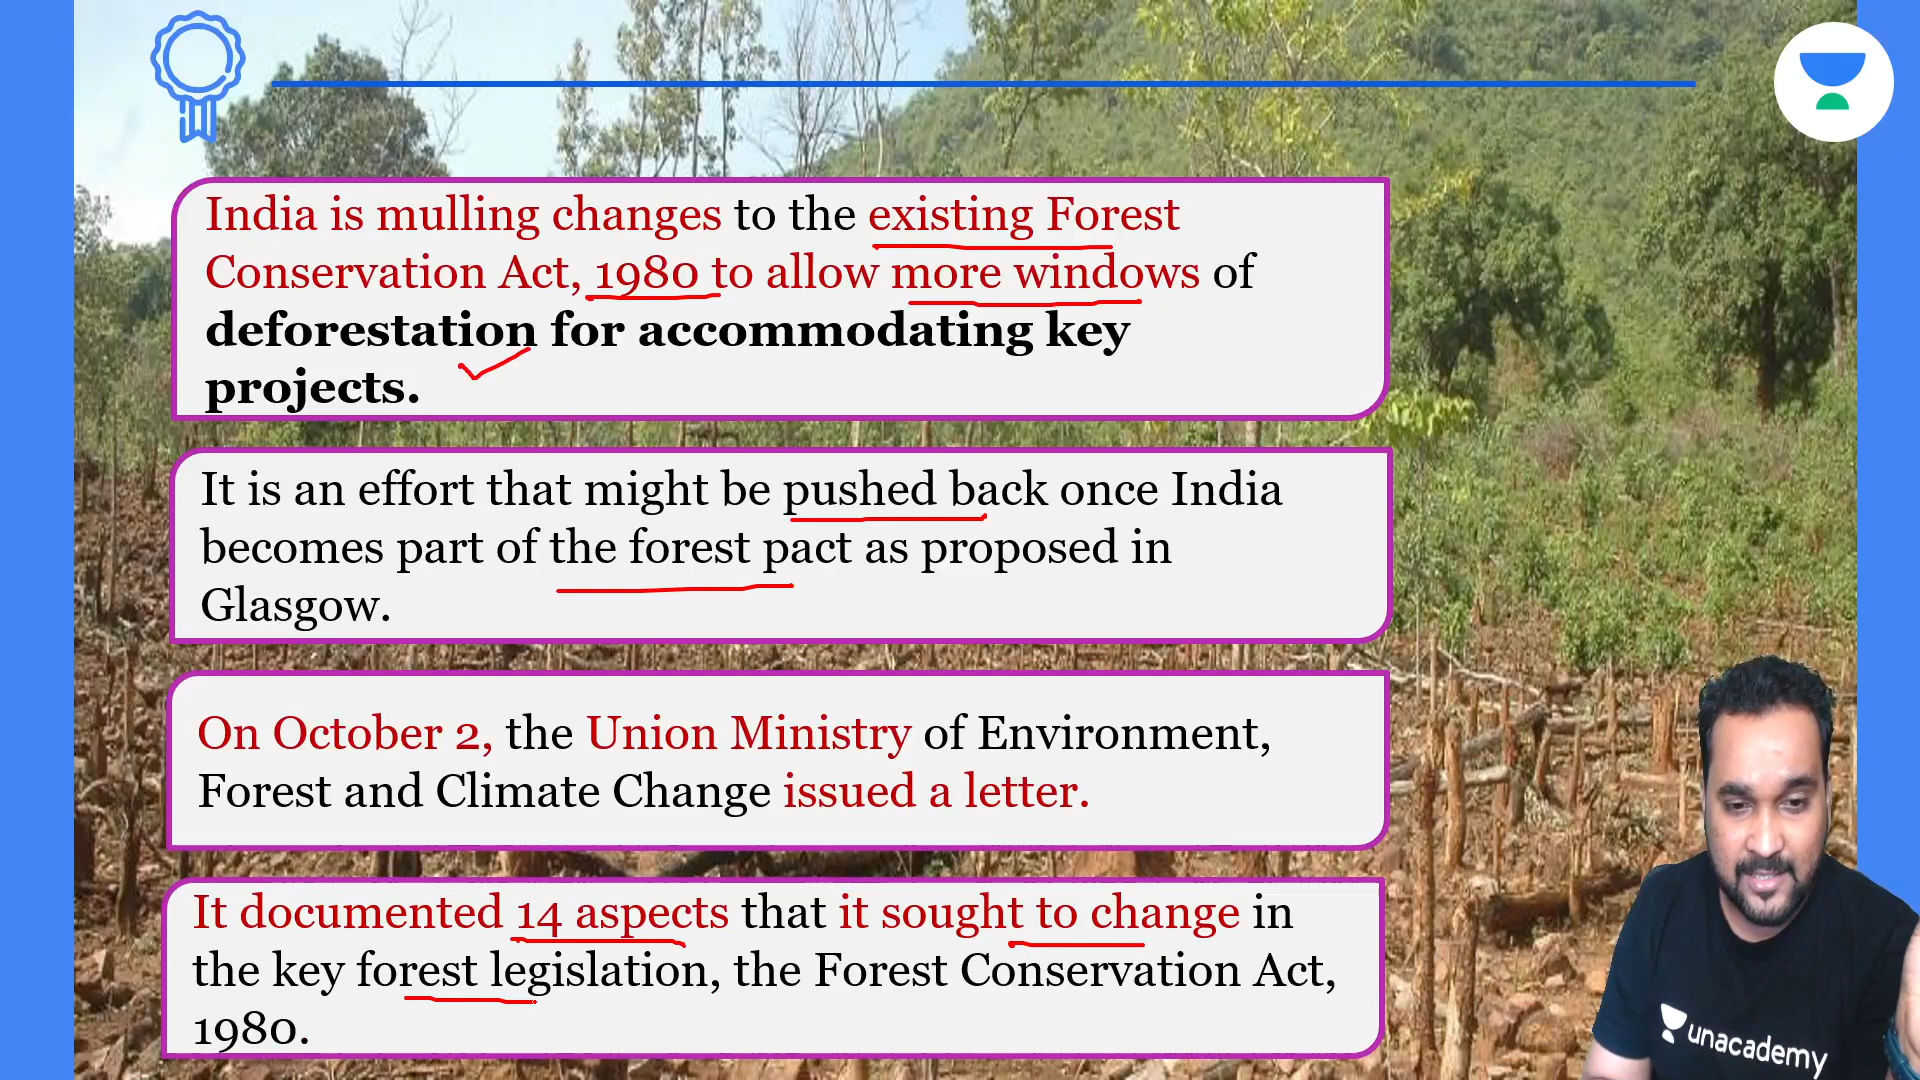 India is mulling changes to the existing Forest
Conservation Act, 1980 to allow more windows of
deforestation for accommodating key
projects.
It is an effort that might be pushed back once India
becomes part of the forest pact as proposed in
Glasgow.
On October 2, the Union Ministry of Environment,
Forest and Climate Change issued a letter.
It documented 14 aspects that it sought to change in
the key forest legislation, the Forest Conservation Act,
1980.
unacademy